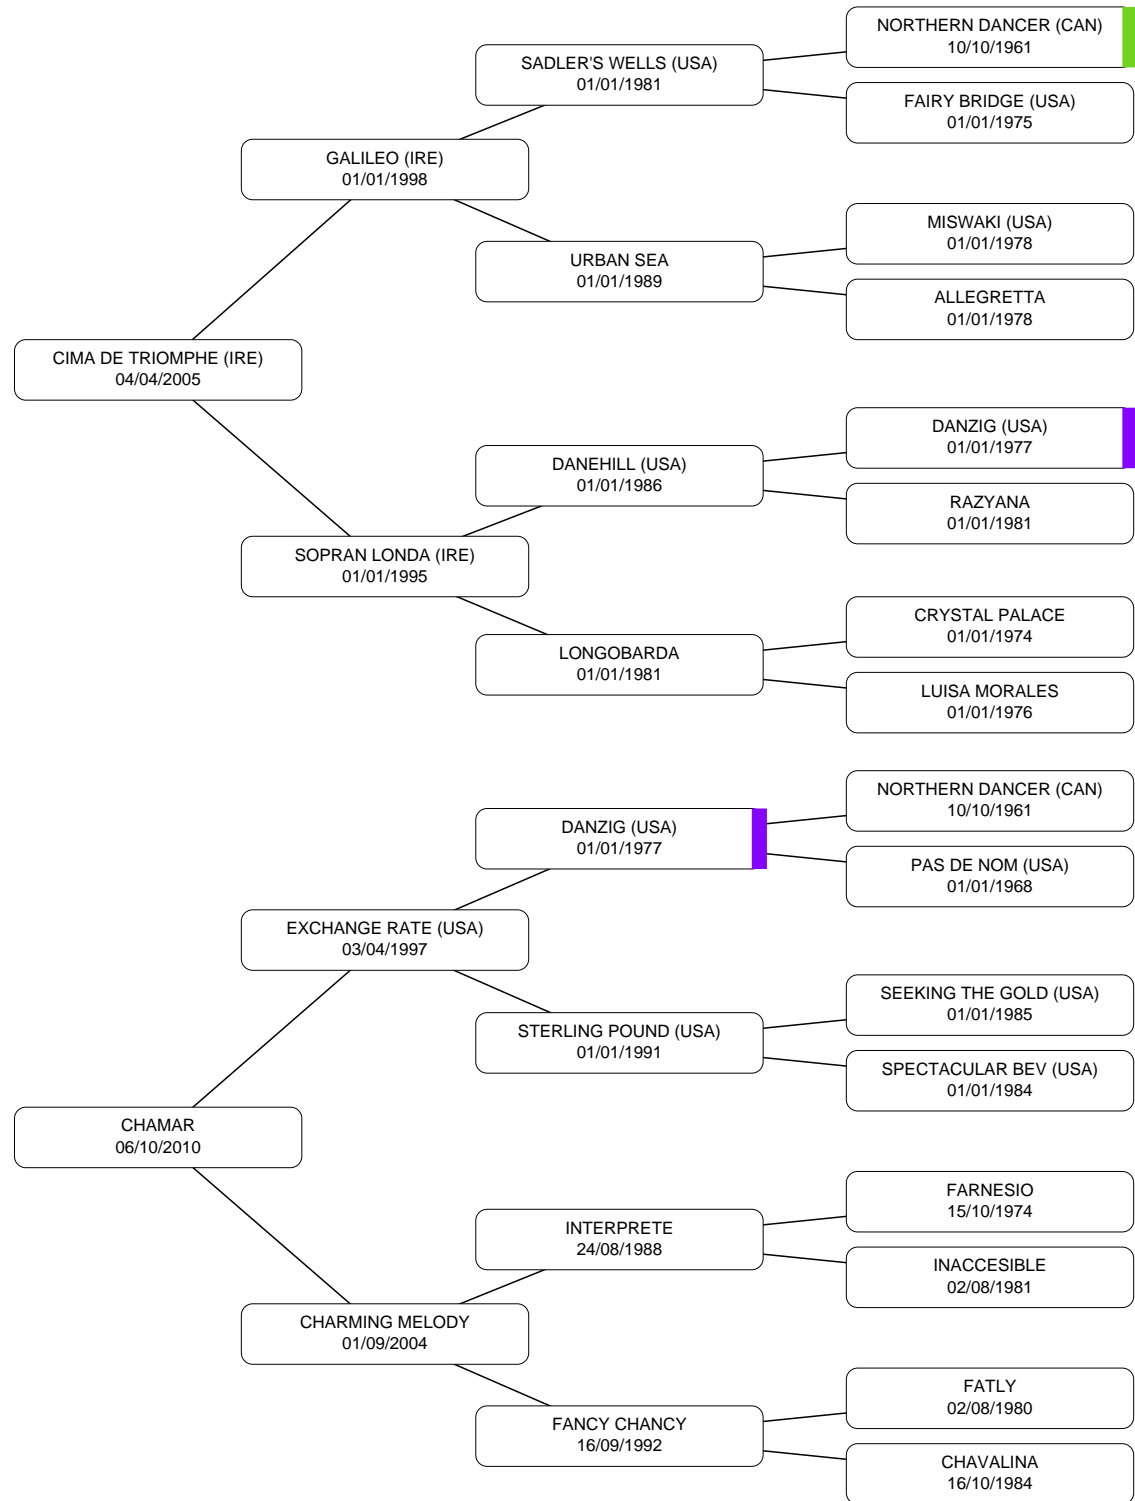 NORTHERN DANCER (CAN)
10/10/1961
SADLER'S WELLS (USA)
01/01/1981
FAIRY BRIDGE (USA)
01/01/1975
GALILEO (IRE)
01/01/1998
MISWAKI (USA)
01/01/1978
URBAN SEA
01/01/1989
ALLEGRETTA
01/01/1978
CIMA DE TRIOMPHE (IRE)
04/04/2005
DANZIG (USA)
01/01/1977
DANEHILL (USA)
01/01/1986
RAZYANA
01/01/1981
SOPRAN LONDA (IRE)
01/01/1995
CRYSTAL PALACE
01/01/1974
LONGOBARDA
01/01/1981
LUISA MORALES
01/01/1976
NORTHERN DANCER (CAN)
10/10/1961
DANZIG (USA)
01/01/1977
PAS DE NOM (USA)
01/01/1968
EXCHANGE RATE (USA)
03/04/1997
SEEKING THE GOLD (USA)
01/01/1985
STERLING POUND (USA)
01/01/1991
SPECTACULAR BEV (USA)
01/01/1984
CHAMAR
06/10/2010
FARNESIO
15/10/1974
INTERPRETE
24/08/1988
INACCESIBLE
02/08/1981
CHARMING MELODY
01/09/2004
FATLY
02/08/1980
FANCY CHANCY
16/09/1992
CHAVALINA
16/10/1984